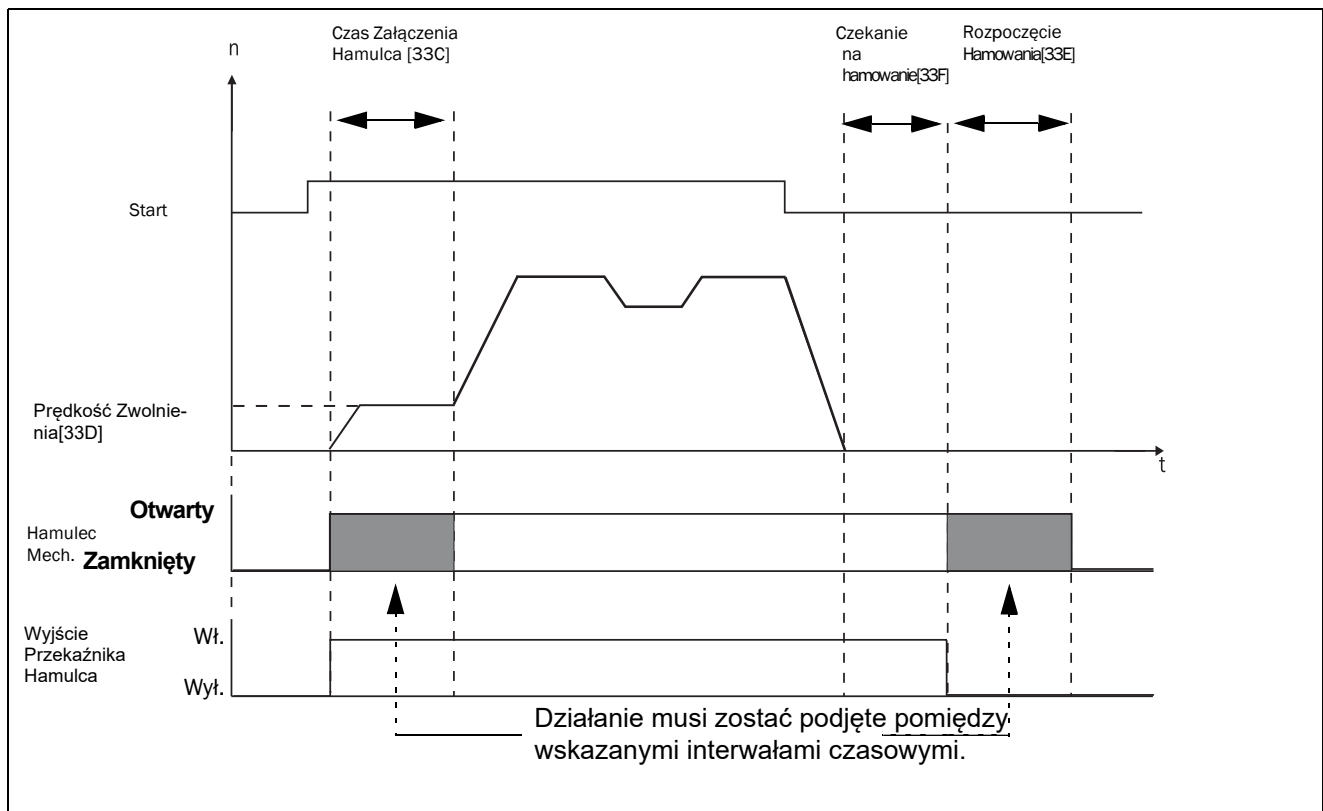 n
Czas Załączenia
Hamulca [33C]
Czekanie
na
hamowanie[33F]
Rozpoczęcie
Hamowania[33E]
Start
Prędkość Zwolnie-
nia[33D]
t
Otwarty
Hamulec
Mech. Zamknięty
Wyjście
Przekaźnika
Hamulca
Wł.
Wył.
Działanie musi zostać podjęte pomiędzy
wskazanymi interwałami czasowymi.